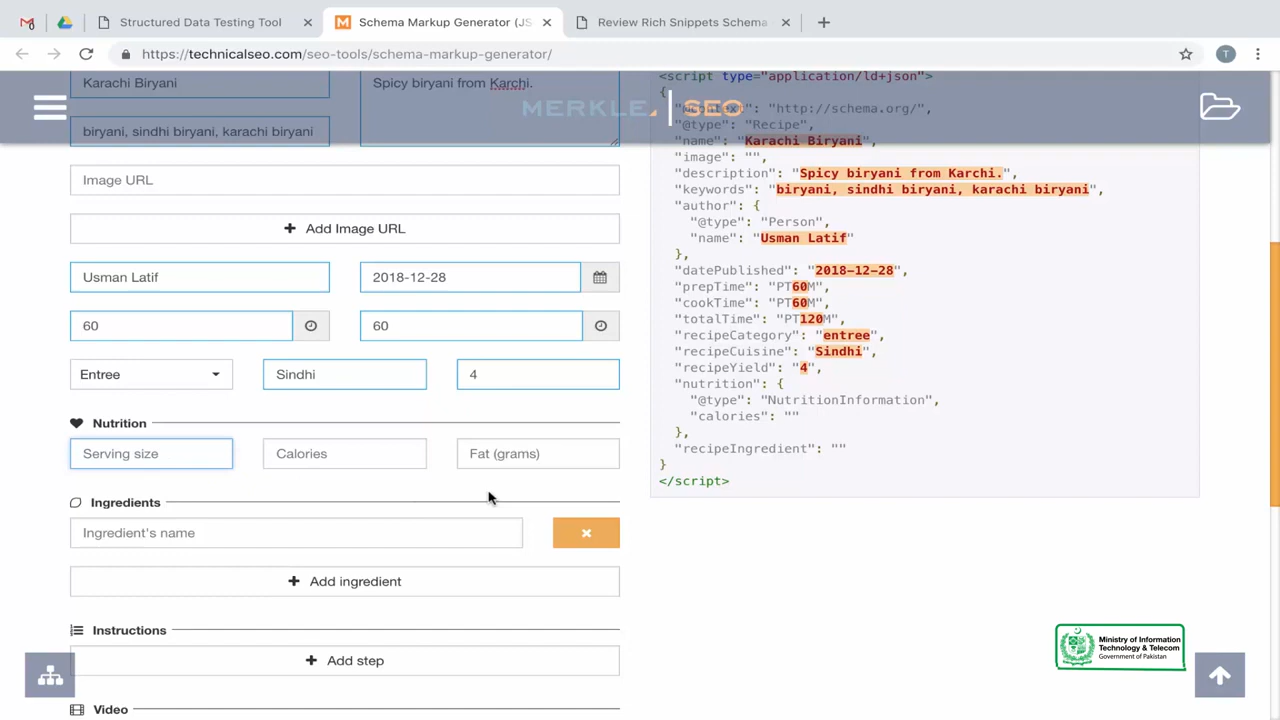 Structured Data Testing Tool
Schema Markup Generator (JS
Review Rich Snippets Schema
https://technicalseo.com/seo-tools/schema-markup-generator/
T
MERKLE. | SEO
Karachi Biryani
Spicy biryani from Karchi.
biryani, sindhi biryani, karachi biryani
Image URL
Add Image URL
Usman Latif
2018-12-28
60
60
Entree
Sindhi
4
Nutrition
Serving size
Calories
Fat (grams)
Ingredients
Ingredient's name
Add ingredient
Instructions
Add step
Video
<script type="application/ld+json">
{
"@context": "http://schema.org/",
"@type": "Recipe",
"name": "Karachi Biryani",
"image": "",
"description": "Spicy biryani from Karchi.",
"keywords": "biryani, sindhi biryani, karachi biryani",
"author": {
"@type": "Person",
"name": "Usman Latif"
},
"datePublished": "2018-12-28",
"prepTime": "PT60M",
"cookTime": "PT60M",
"totalTime": "PT120M",
"recipeCategory": "entree",
"recipeCuisine": "Sindhi",
"recipeYield": "4",
"nutrition": {
"@type": "NutritionInformation",
"calories": ""
},
"recipeIngredient": ""
}
</script>
Ministry of Information
Technology & Telecom
Government of Pakistan